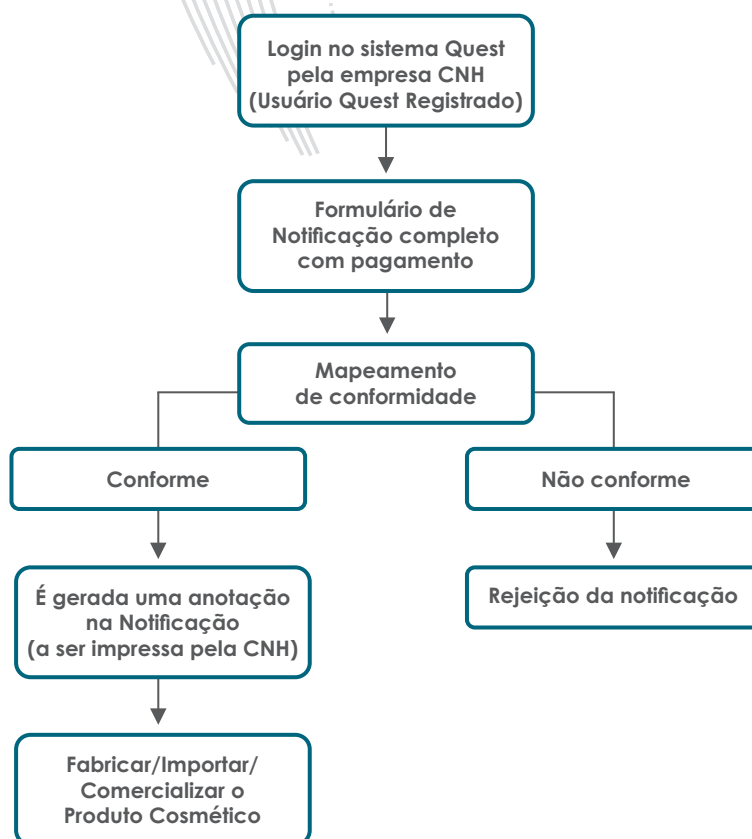 Login no sistema Quest
pela empresa CNH
(Usuário Quest Registrado)
Formulário de
Notificação completo
com pagamento
Mapeamento
de conformidade
Conforme
Não conforme
É gerada uma anotação
na Notificação
(a ser impressa pela CNH)
Rejeição da notificação
Fabricar/Importar/
Comercializar o
Produto Cosmético